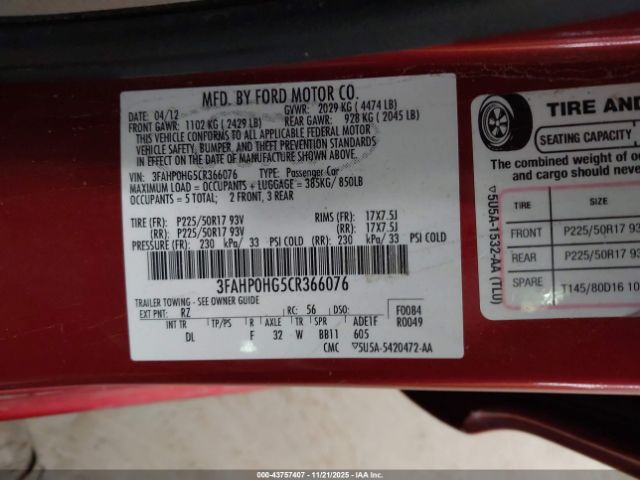 MFD. BY FORD MOTOR CO.
DATE: 04/12 GVWR: 2029 KG ( 4474 LB)
FRONT GAWR: 1102 KG ( 2429 LB) REAR GAWR: 928 KG ( 2045 LB)
THIS VEHICLE CONFORMS TO ALL APPLICABLE FEDERAL MOTOR
VEHICLE SAFETY, BUMPER, AND THEFT PREVENTION STANDARDS
IN EFFECT ON THE DATE OF MANUFACTURE SHOWN ABOVE.
VIN: 3FAHP0HG5CR366076 TYPE: Passenger Car
MAXIMUM LOAD = OCCUPANTS + LUGGAGE = 385KG/ 850LB
OCCUPANTS = 5 TOTAL; 2 FRONT, 3 REAR
TIRE (FR): P225/50R17 93V RIMS (FR): 17X7.5J
(RR): P225/50R17 93V (RR): 17X7.5J
PRESSURE (FR): 230 kPa/ 33 PSI COLD (RR): 230 kPa/ 33 PSI COLD
3FAHP0HG5CR366076
TRAILER TOWING - SEE OWNER GUIDE
EXT PNT: RZ RC: 56 DSO: F0084
INT TR TP/PS R AXLE TR SPR ADE1F R0049
DL F 32 W BB11 605
CMC ▽5U5A-5420472-AA
▽5U5A-1532-AA (TLU)
TIRE AND
SEATING CAPACITY
The combined weight of oc
and cargo should never
TIRE SIZE
FRONT P225/50R17 93
REAR P225/50R17 93
SPARE T145/80D16 10
© IAA - 43757407 - 11/21/2025 - IAA, Inc.